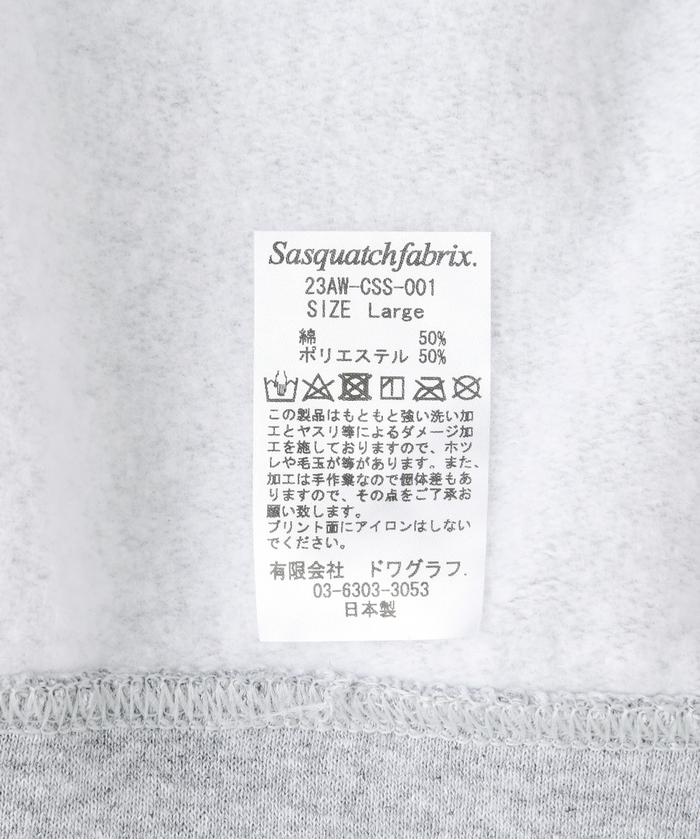 Sasquatchfabrix.
23AW-CSS-001
SIZE Large
綿 50%
ポリエステル 50%
この製品はもともと強い洗い加
工とヤスリ等によるダメージ加
工を施しておりますので、ホツ
レや毛玉が等があります。また、
加工は手作業なので個体差もあ
りますので、その点をご了承お
願い致します。
プリント面にアイロンはしない
でください。
有限会社 ドワグラフ.
03-6303-3053
日本製